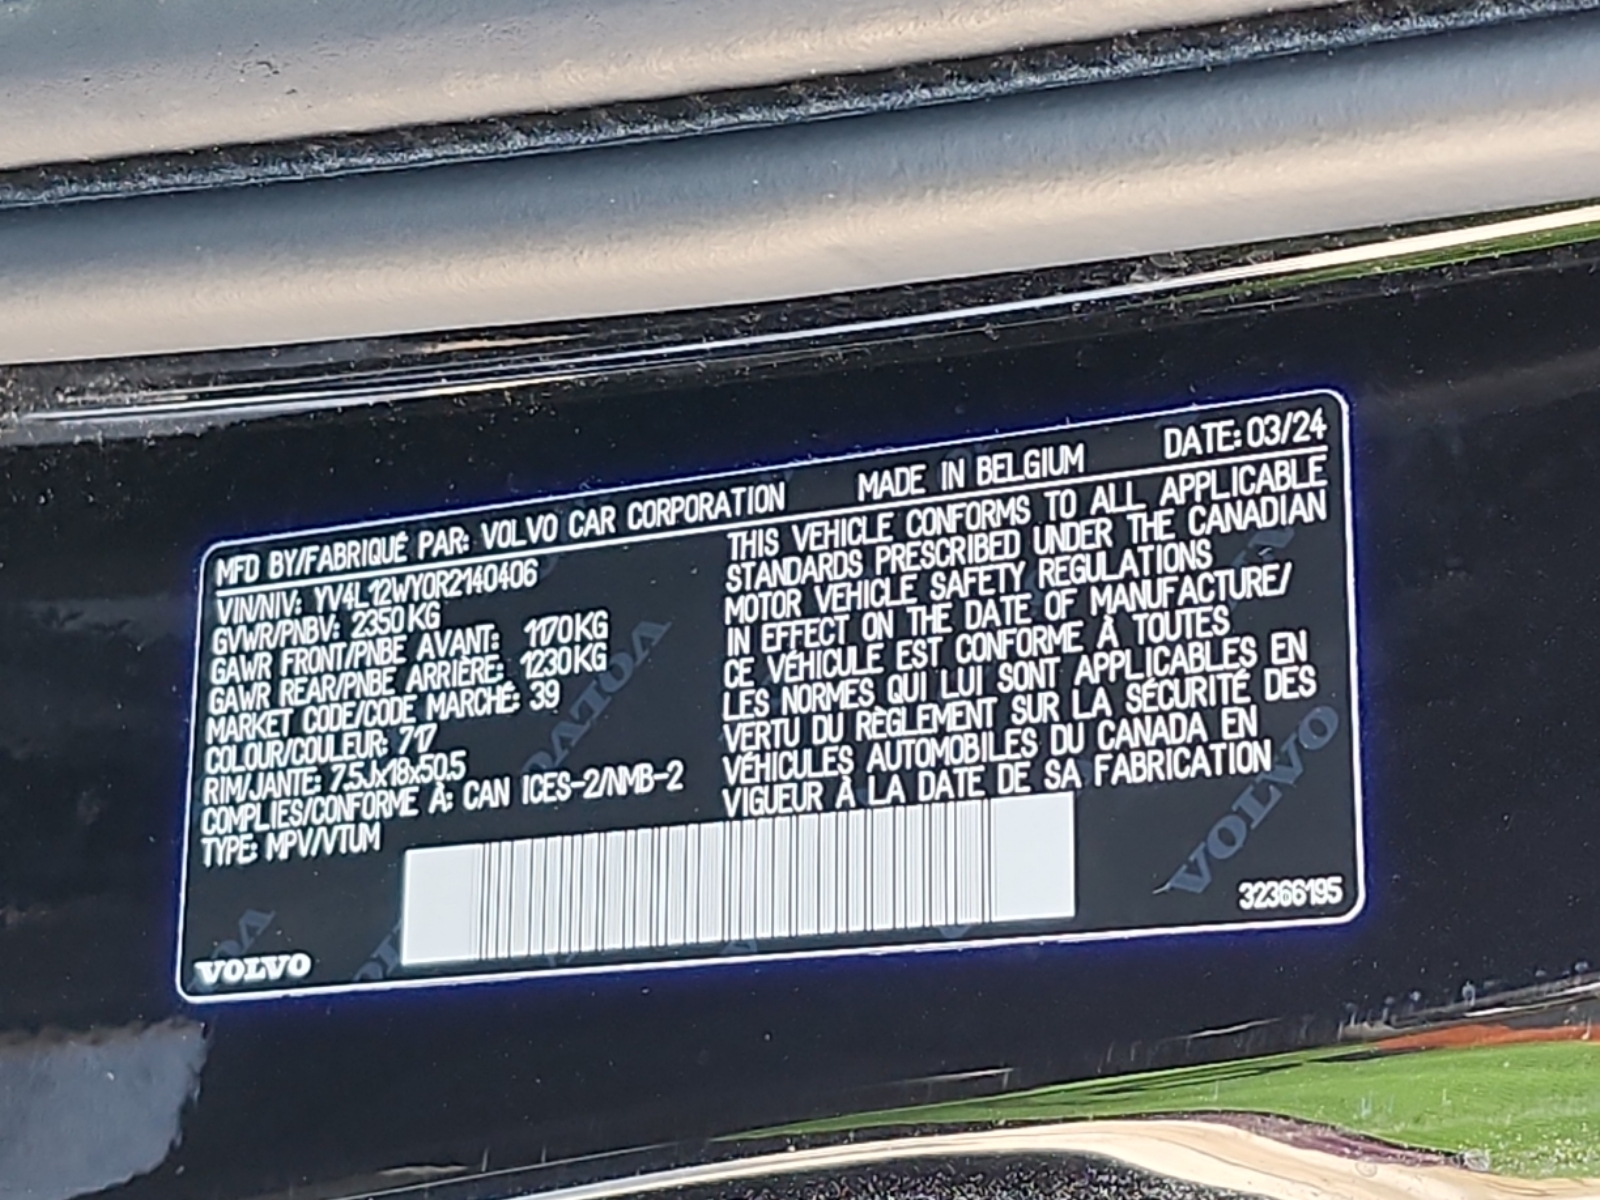 MFD BY/FABRIQUÉ PAR: VOLVO CAR CORPORATION MADE IN BELGIUM DATE: 03/24
VIN/NIV: YV4L12WY0R2140406
GVWR/PNBV: 2350 KG
GAWR FRONT/PNBE AVANT: 1170 KG
GAWR REAR/PNBE ARRIÈRE: 1230 KG
MARKET CODE/CODE MARCHÉ: 39
COLOUR/COULEUR: 717
RIM/JANTE: 7.5Jx18x50.5
COMPLIES/CONFORME À: CAN ICES-2/NMB-2
TYPE: MPV/VTUM
THIS VEHICLE CONFORMS TO ALL APPLICABLE
STANDARDS PRESCRIBED UNDER THE CANADIAN
MOTOR VEHICLE SAFETY REGULATIONS
IN EFFECT ON THE DATE OF MANUFACTURE/
CE VÉHICULE EST CONFORME À TOUTES
LES NORMES QUI LUI SONT APPLICABLES EN
VERTU DU RÈGLEMENT SUR LA SÉCURITÉ DES
VÉHICULES AUTOMOBILES DU CANADA EN
VIGUEUR À LA DATE DE SA FABRICATION
VOLVO
32366195